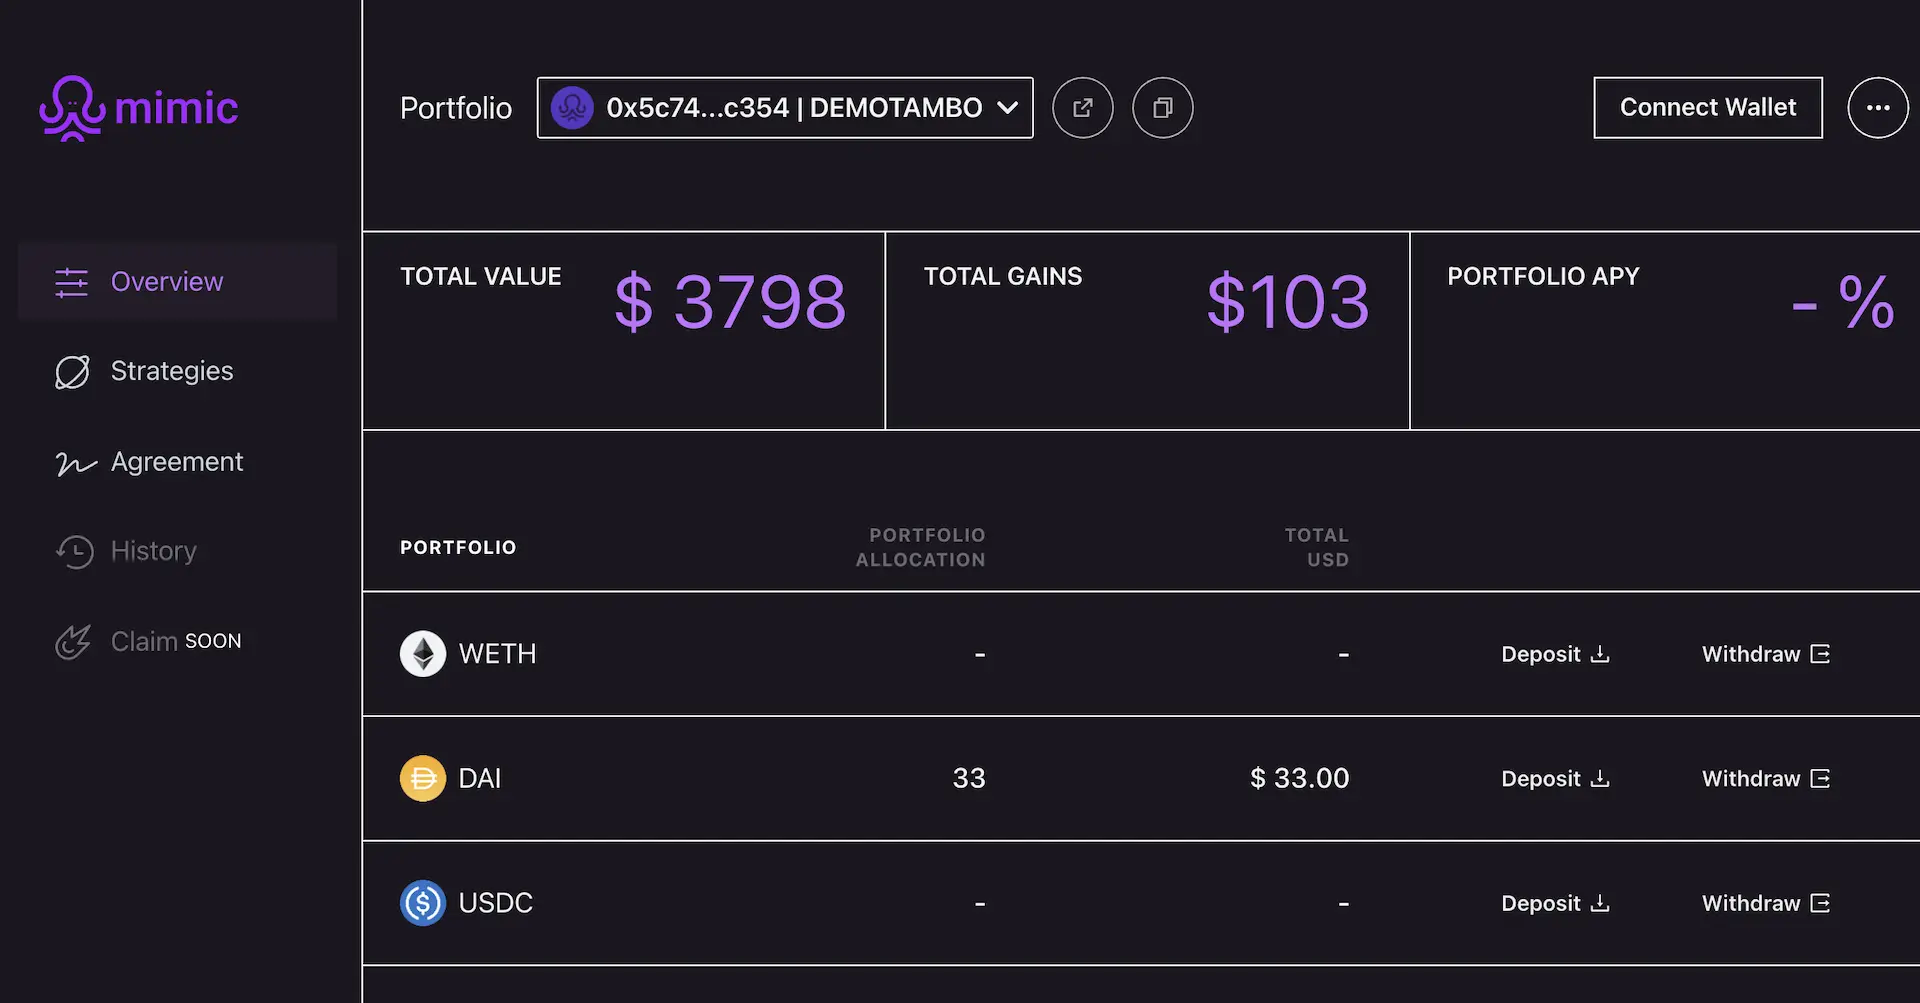 mimic
Portfolio
0x5c74...c354 | DEMOTAMBO
Connect Wallet
Overview
Strategies
Agreement
History
Claim SOON
TOTAL VALUE
$ 3798
TOTAL GAINS
$103
PORTFOLIO APY
- %
PORTFOLIO
PORTFOLIO
ALLOCATION
TOTAL
USD
WETH - - Deposit Withdraw
DAI 33 $ 33.00 Deposit Withdraw
USDC - - Deposit Withdraw